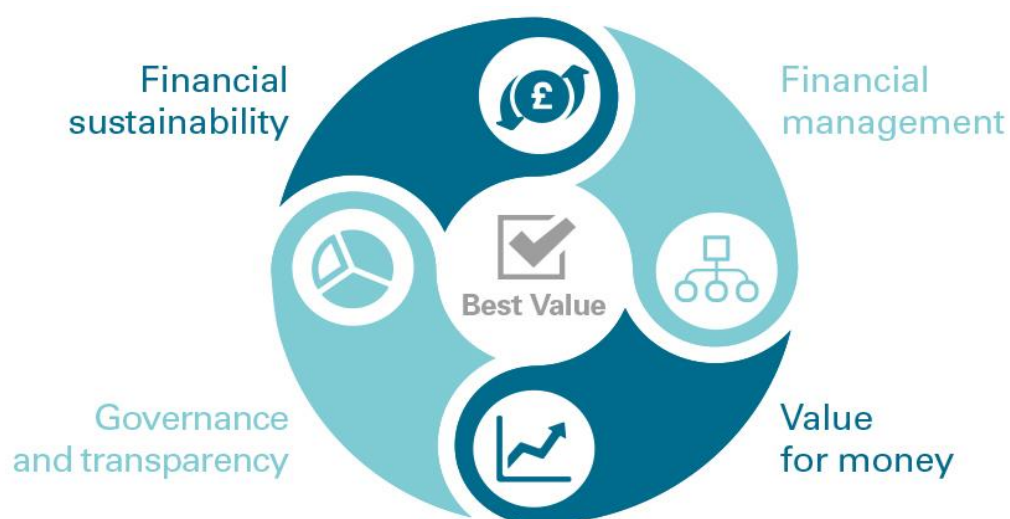 Financial
sustainability
Financial
management
£
Best Value
Governance
and transparency
Value
for money